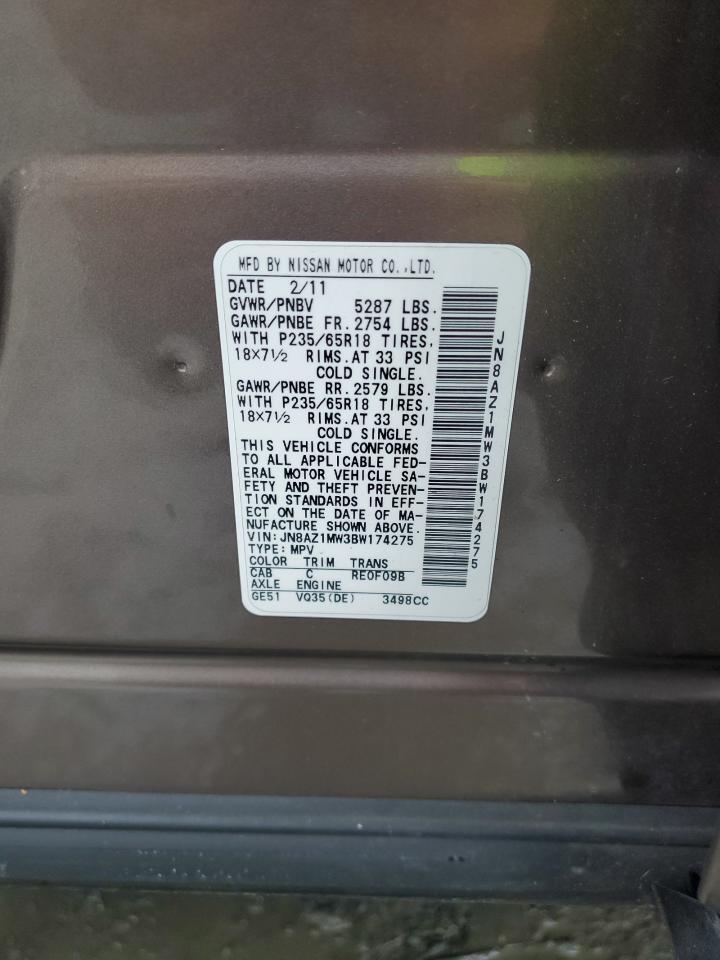 MFD BY NISSAN MOTOR CO.,LTD.
DATE 2/11
GVWR/PNBV 5287 LBS.
GAWR/PNBE FR. 2754 LBS.
WITH P235/65R18 TIRES,
18×7½ RIMS. AT 33 PSI
COLD SINGLE.
GAWR/PNBE RR. 2579 LBS.
WITH P235/65R18 TIRES,
18×7½ RIMS. AT 33 PSI
COLD SINGLE.
THIS VEHICLE CONFORMS
TO ALL APPLICABLE FED-
ERAL MOTOR VEHICLE SA-
FETY AND THEFT PREVEN-
TION STANDARDS IN EFF-
ECT ON THE DATE OF MA-
NUFACTURE SHOWN ABOVE.
VIN: JN8AZ1MW3BW174275
TYPE: MPV
COLOR TRIM TRANS
CAB C RE0F09B
AXLE ENGINE
GE51 VQ35(DE) 3498CC
JN8AZ1MW3BW174275